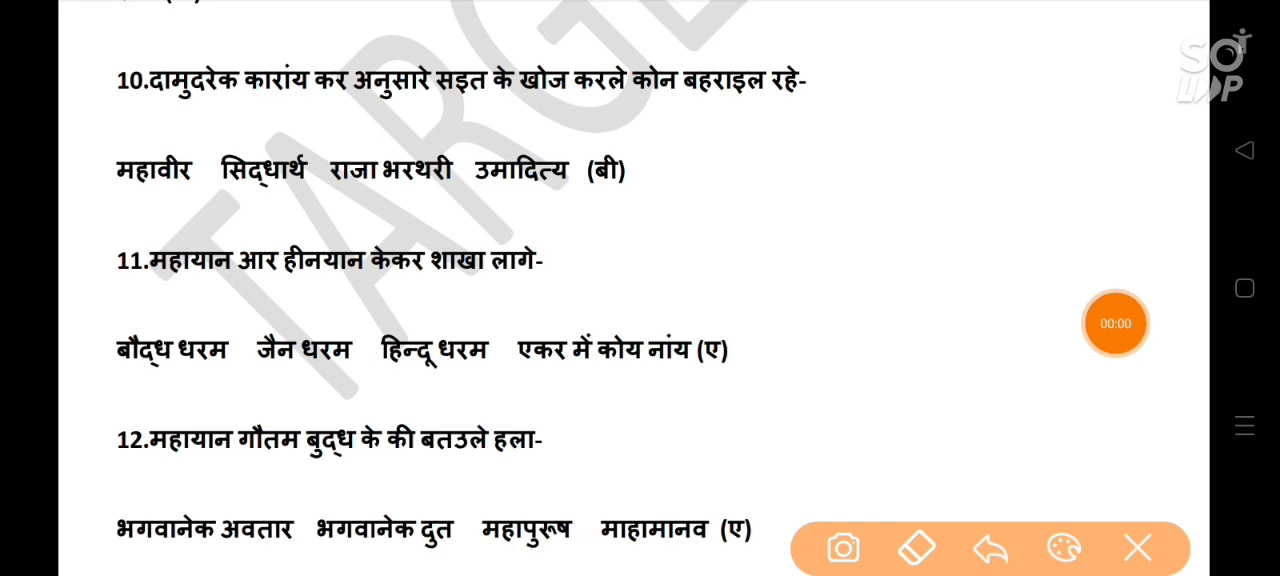 10.दामुदरेक कारांय कर अनुसारे सइत के खोज करले कोन बहराइल रहे-
महावीर सिद्धार्थ राजा भरथरी उमादित्य (बी)
11.महायान आर हीनयान केकर शाखा लागे-
बौद्ध धरम जैन धरम हिन्दू धरम एकर में कोय नांय (ए)
12.महायान गौतम बुद्ध के की बतउले हला-
भगवानेक अवतार भगवानेक दुत महापुरूष माहामानव (ए)
00:00